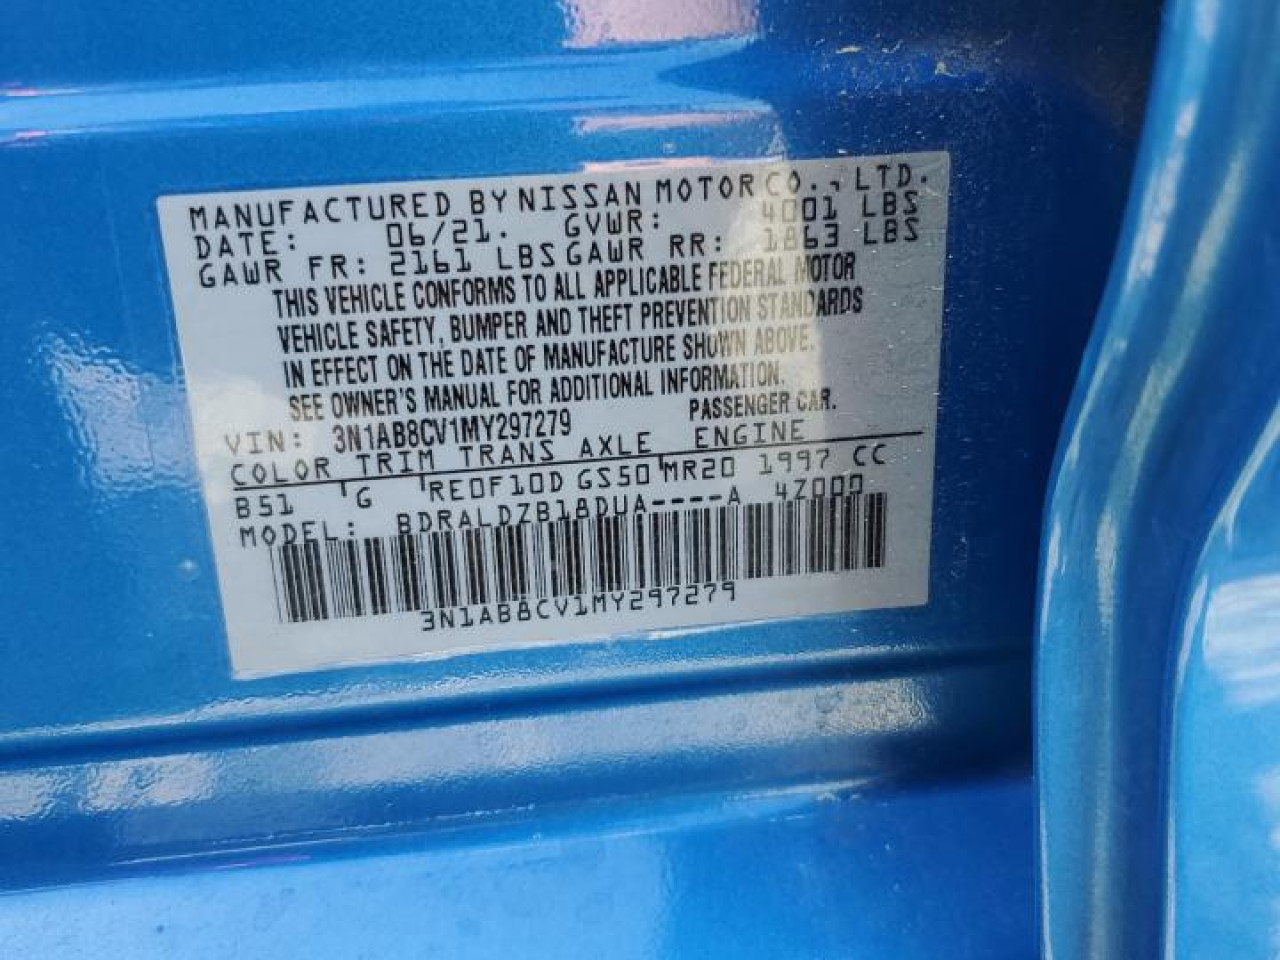 MANUFACTURED BY NISSAN MOTOR CO., LTD.
DATE: 06/21. GVWR: 4001 LBS
GAWR FR: 2161 LBS GAWR RR: 1863 LBS
THIS VEHICLE CONFORMS TO ALL APPLICABLE FEDERAL MOTOR
VEHICLE SAFETY, BUMPER AND THEFT PREVENTION STANDARDS
IN EFFECT ON THE DATE OF MANUFACTURE SHOWN ABOVE.
SEE OWNER'S MANUAL FOR ADDITIONAL INFORMATION.
VIN: 3N1AB8CV1MY297279 PASSENGER CAR.
COLOR TRIM TRANS AXLE ENGINE
B51 G RE0F10D GS50 MR20 1997 CC
MODEL: BDRALDZB18DUA----A 4Z000
3N1AB8CV1MY297279